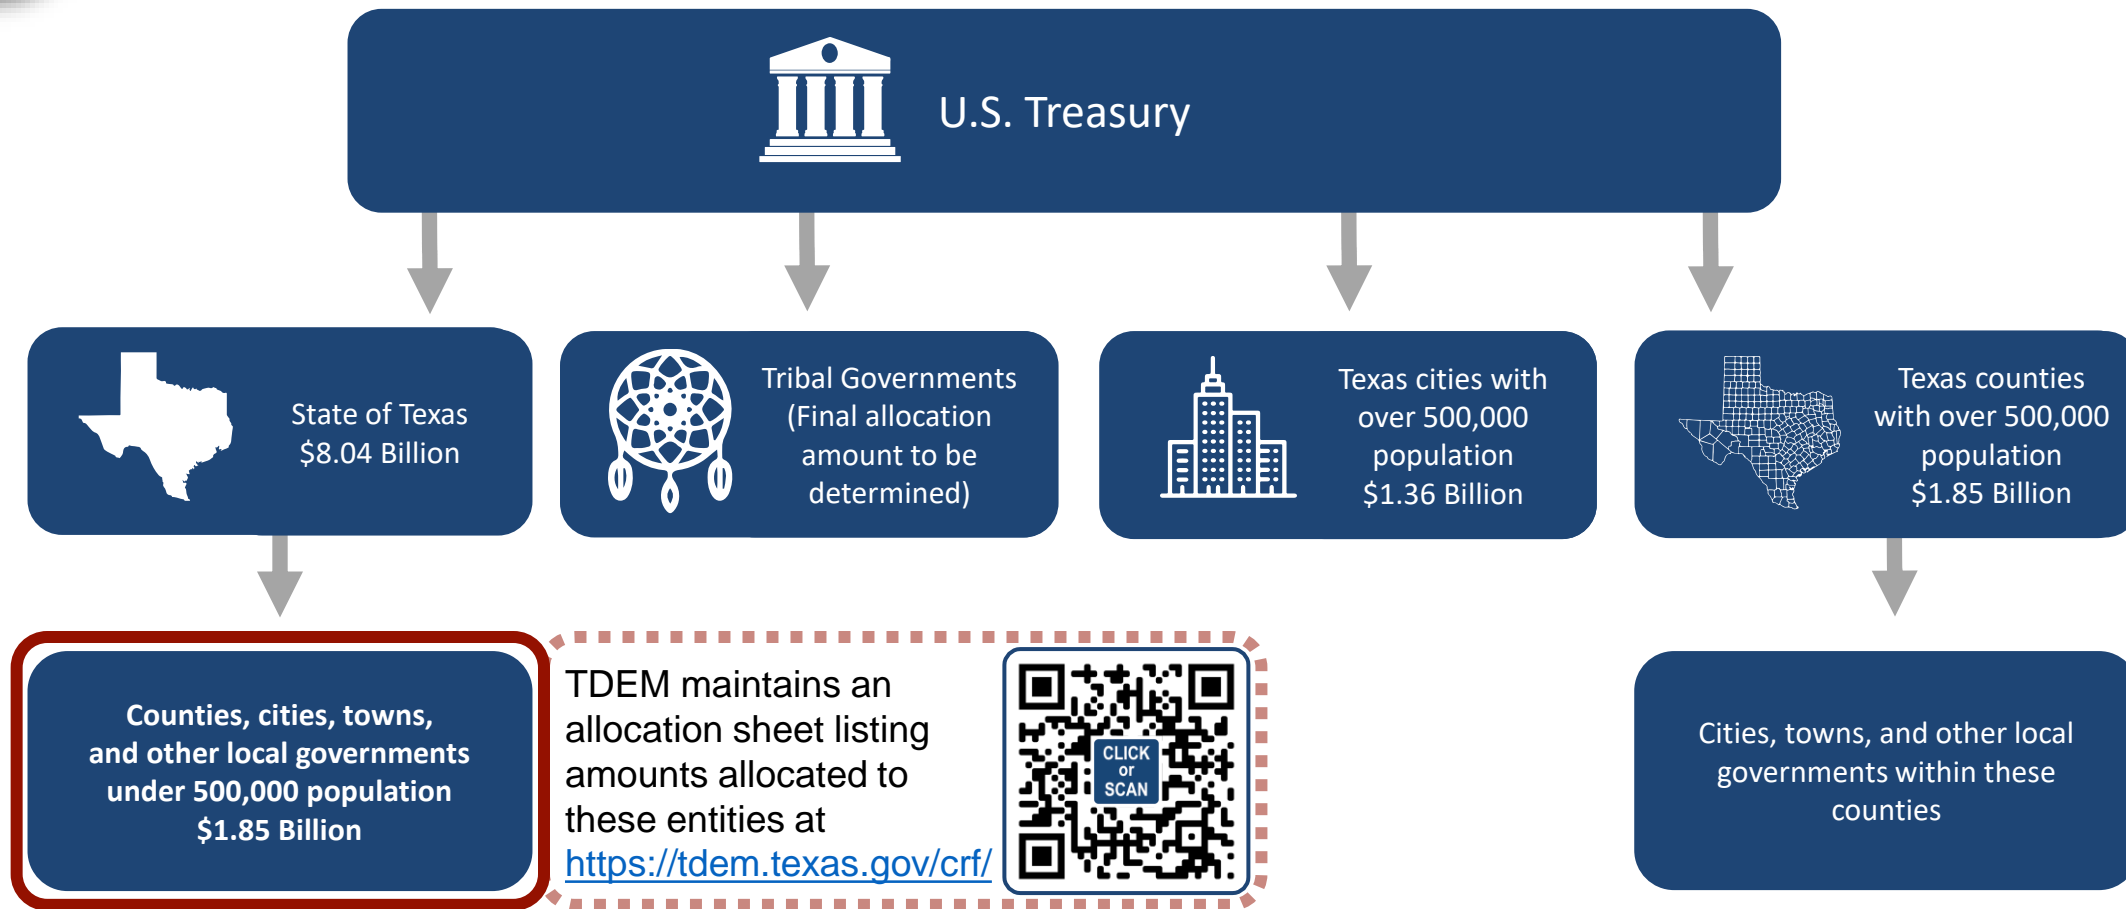 U.S. Treasury
State of Texas
$8.04 Billion
Tribal Governments
(Final allocation
amount to be
determined)
Texas cities with
over 500,000
population
$1.36 Billion
Texas counties
with over 500,000
population
$1.85 Billion
Counties, cities, towns,
and other local governments
under 500,000 population
$1.85 Billion
TDEM maintains an
allocation sheet listing
amounts allocated to
these entities at
https://tdem.texas.gov/crf/
CLICK
or
SCAN
Cities, towns, and other local
governments within these
counties